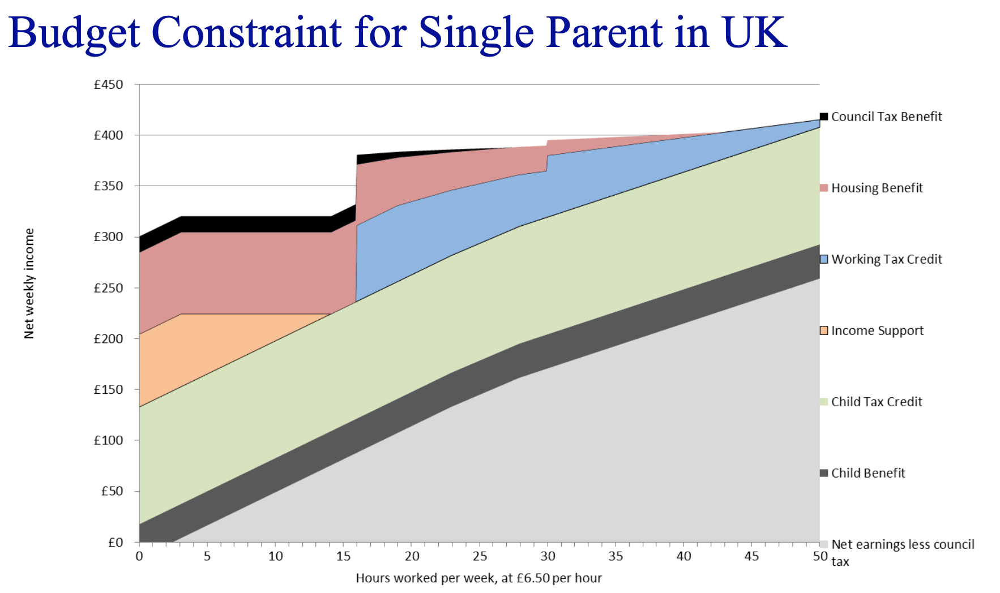 Budget Constraint for Single Parent in UK
£450
£400
£350
£300
£250
£200
£150
£100
£50
£0
Net weekly income
0 5 10 15 20 25 30 35 40 45 50
Hours worked per week, at £6.50 per hour
Council Tax Benefit
Housing Benefit
Working Tax Credit
Income Support
Child Tax Credit
Child Benefit
Net earnings less council
tax